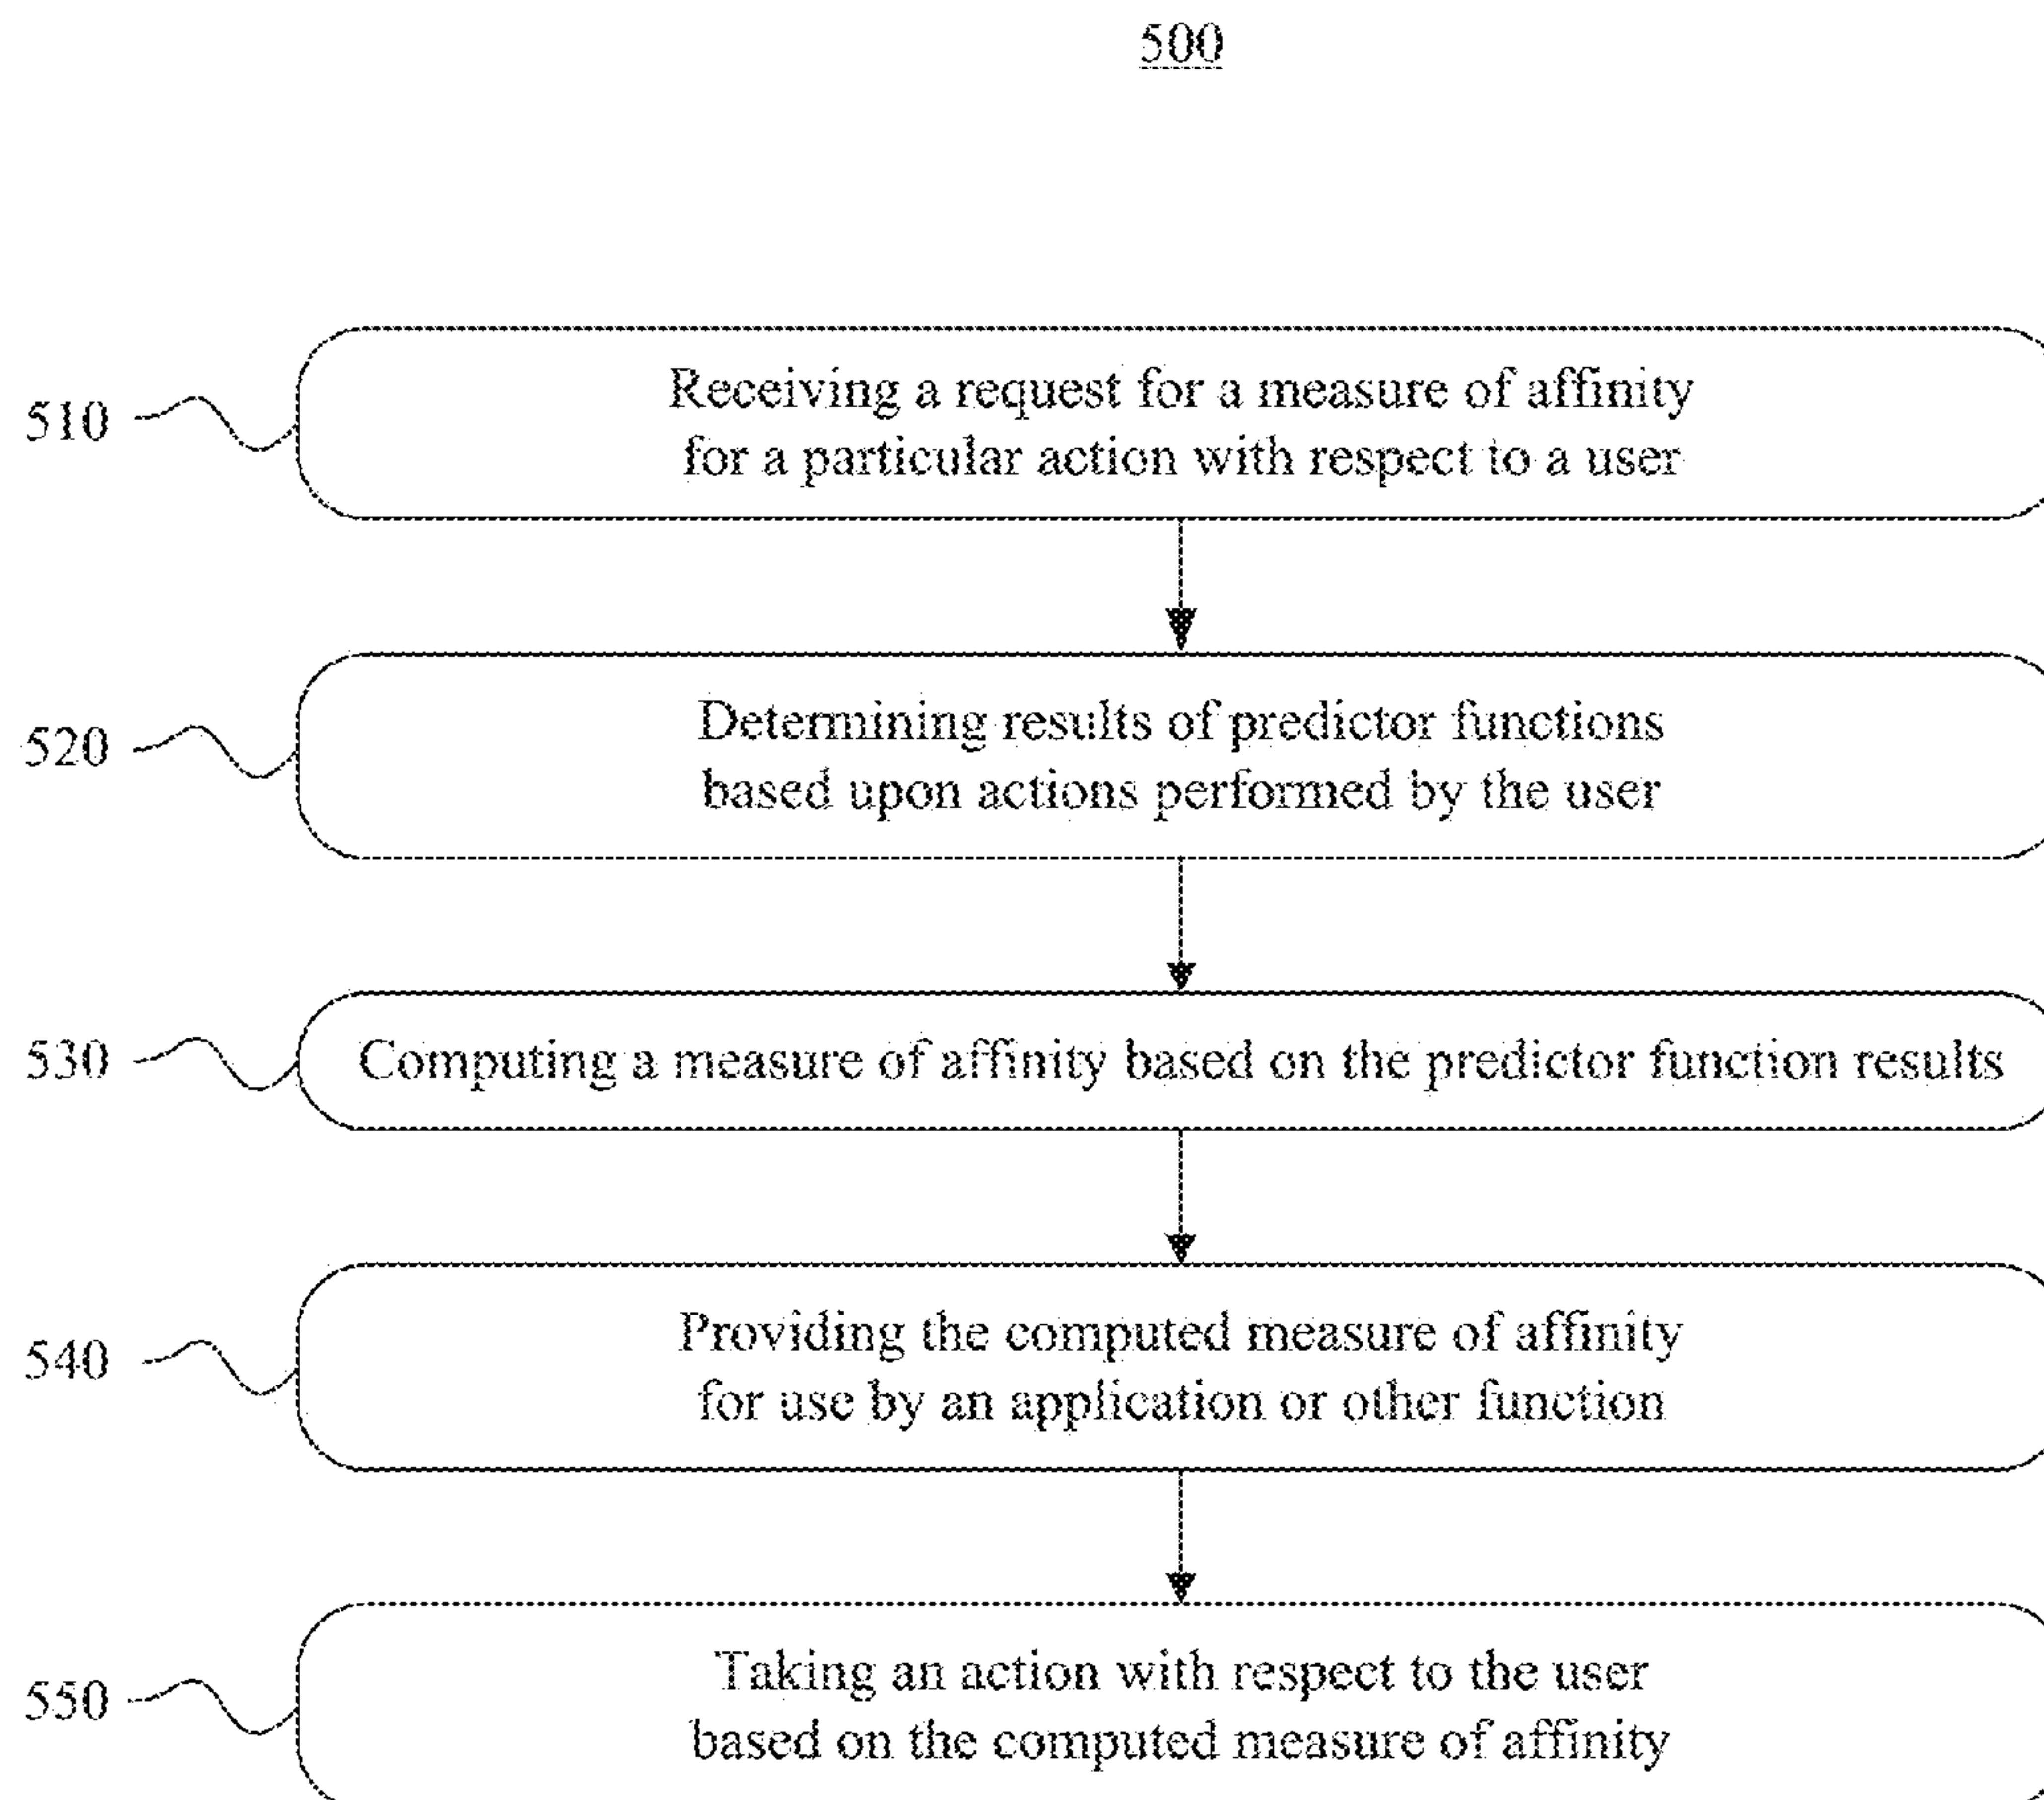 500
510
Receiving a request for a measure of affinity
for a particular action with respect to a user
520
Determining results of predictor functions
based upon actions performed by the user
530
Computing a measure of affinity based on the predictor function results
540
Providing the computed measure of affinity
for use by an application or other function
550
Taking an action with respect to the user
based on the computed measure of affinity